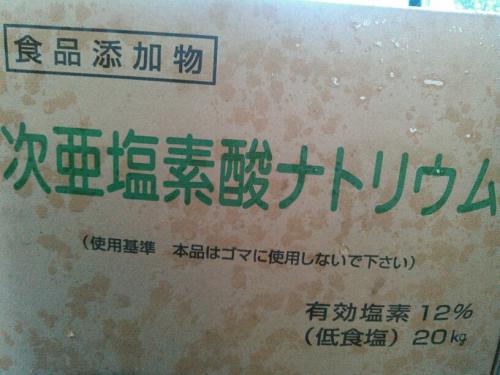 食品添加物
次亜塩素酸ナトリウム
(使用基準 本品はゴマに使用しないで下さい)
有効塩素 12%
(低食塩) 20kg